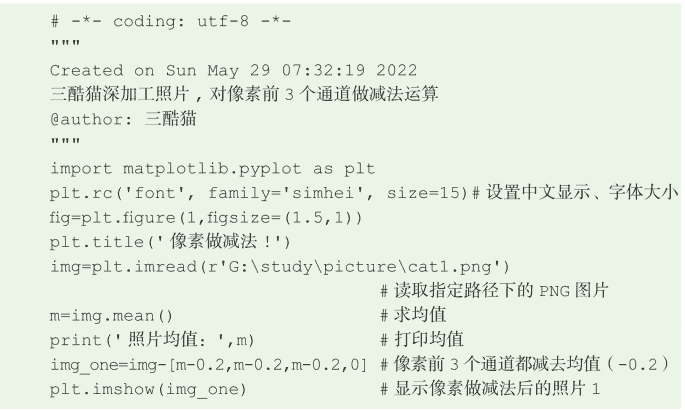 # -*- coding: utf-8 -*-
"""
Created on Sun May 29 07:32:19 2022
三酷猫深加工照片，对像素前 3 个通道做减法运算
@author: 三酷猫
"""
import matplotlib.pyplot as plt
plt.rc('font', family='simhei', size=15)# 设置中文显示、字体大小
fig=plt.figure(1,figsize=(1.5,1))
plt.title('像素做减法！')
img=plt.imread(r'G:\study\picture\cat1.png')
# 读取指定路径下的 PNG 图片
m=img.mean() # 求均值
print('照片均值：',m) # 打印均值
img_one=img-[m-0.2,m-0.2,m-0.2,0] # 像素前 3 个通道都减去均值（-0.2）
plt.imshow(img_one) # 显示像素做减法后的照片 1